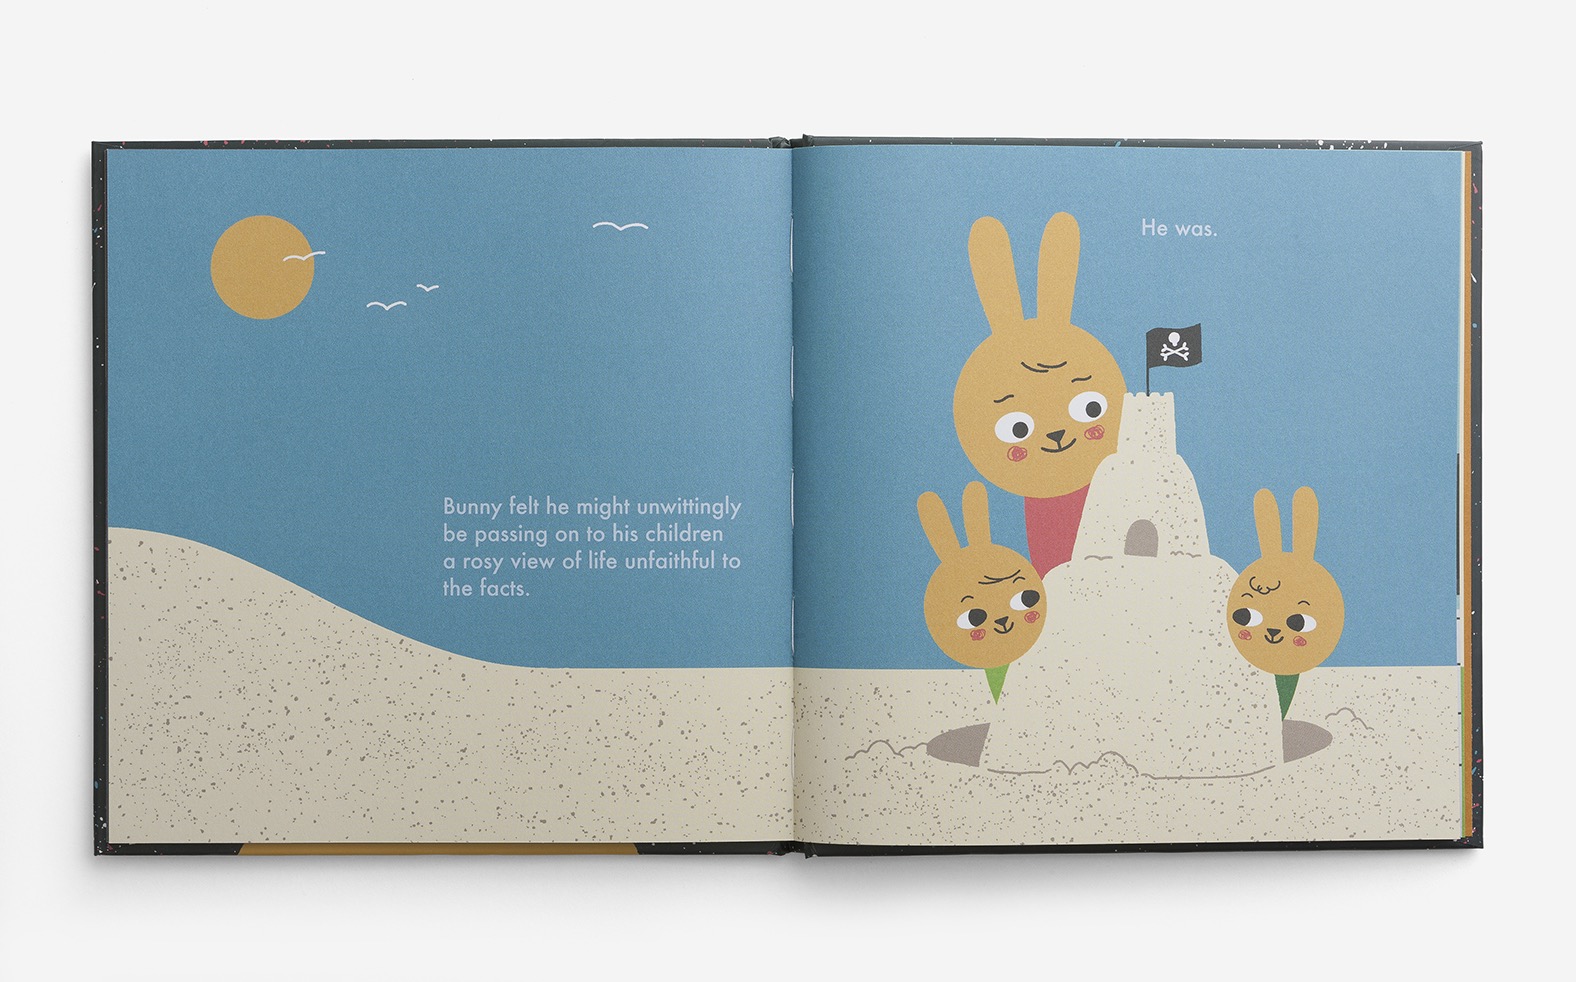 Bunny felt he might unwittingly
be passing on to his children
a rosy view of life unfaithful to
the facts.
He was.